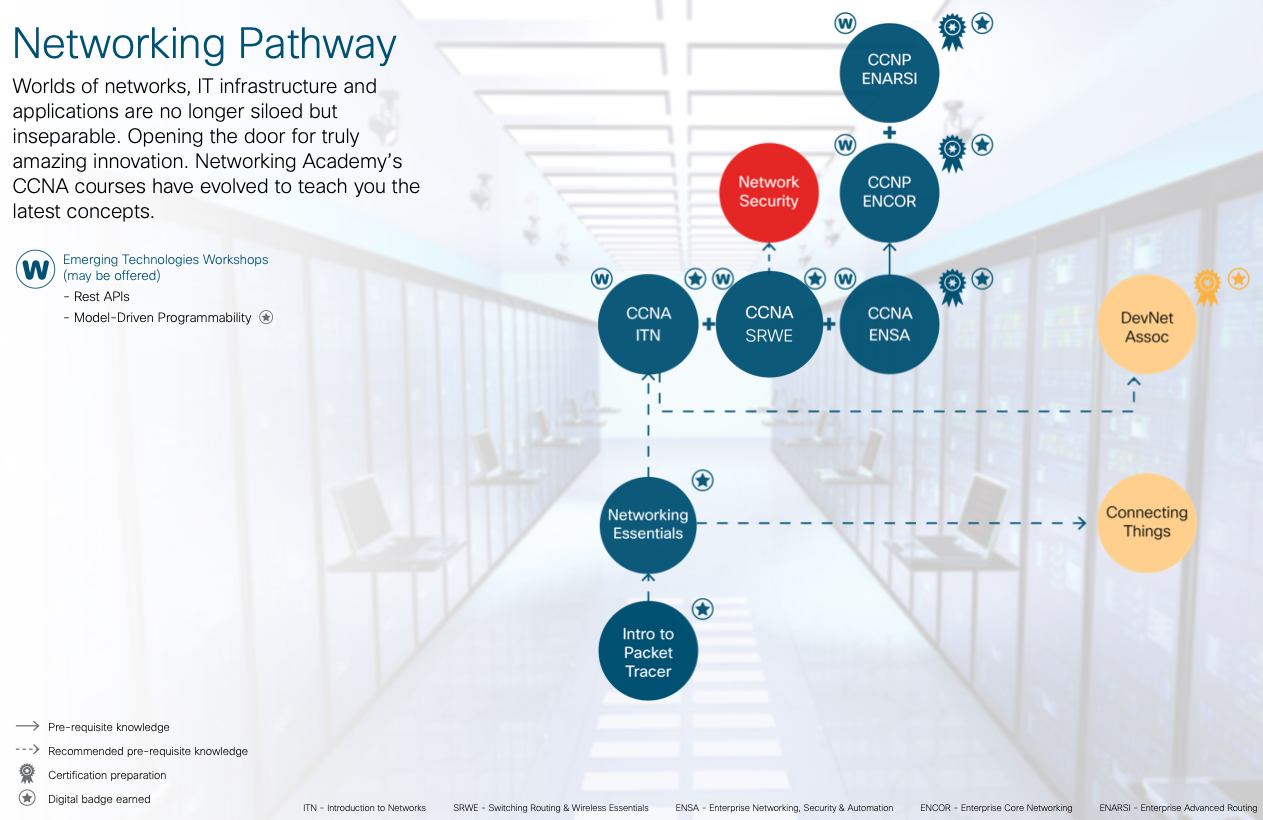 Networking Pathway
Worlds of networks, IT infrastructure and
applications are no longer siloed but
inseparable. Opening the door for truly
amazing innovation. Networking Academy's
CCNA courses have evolved to teach you the
latest concepts.
W
Emerging Technologies Workshops
(may be offered)
- Rest APIs
- Model-Driven Programmability
W
CCNP
ENARSI
+
W
Network
Security
CCNP
ENCOR
W
CCNA
ITN
+
W
CCNA
SRWE
+
W
CCNA
ENSA
DevNet
Assoc
Networking
Essentials
Connecting
Things
Intro to
Packet
Tracer
Pre-requisite knowledge
Recommended pre-requisite knowledge
Certification preparation
Digital badge earned
ITN - Introduction to Networks
SRWE - Switching Routing & Wireless Essentials
ENSA - Enterprise Networking, Security & Automation
ENCOR - Enterprise Core Networking
ENARSI - Enterprise Advanced Routing